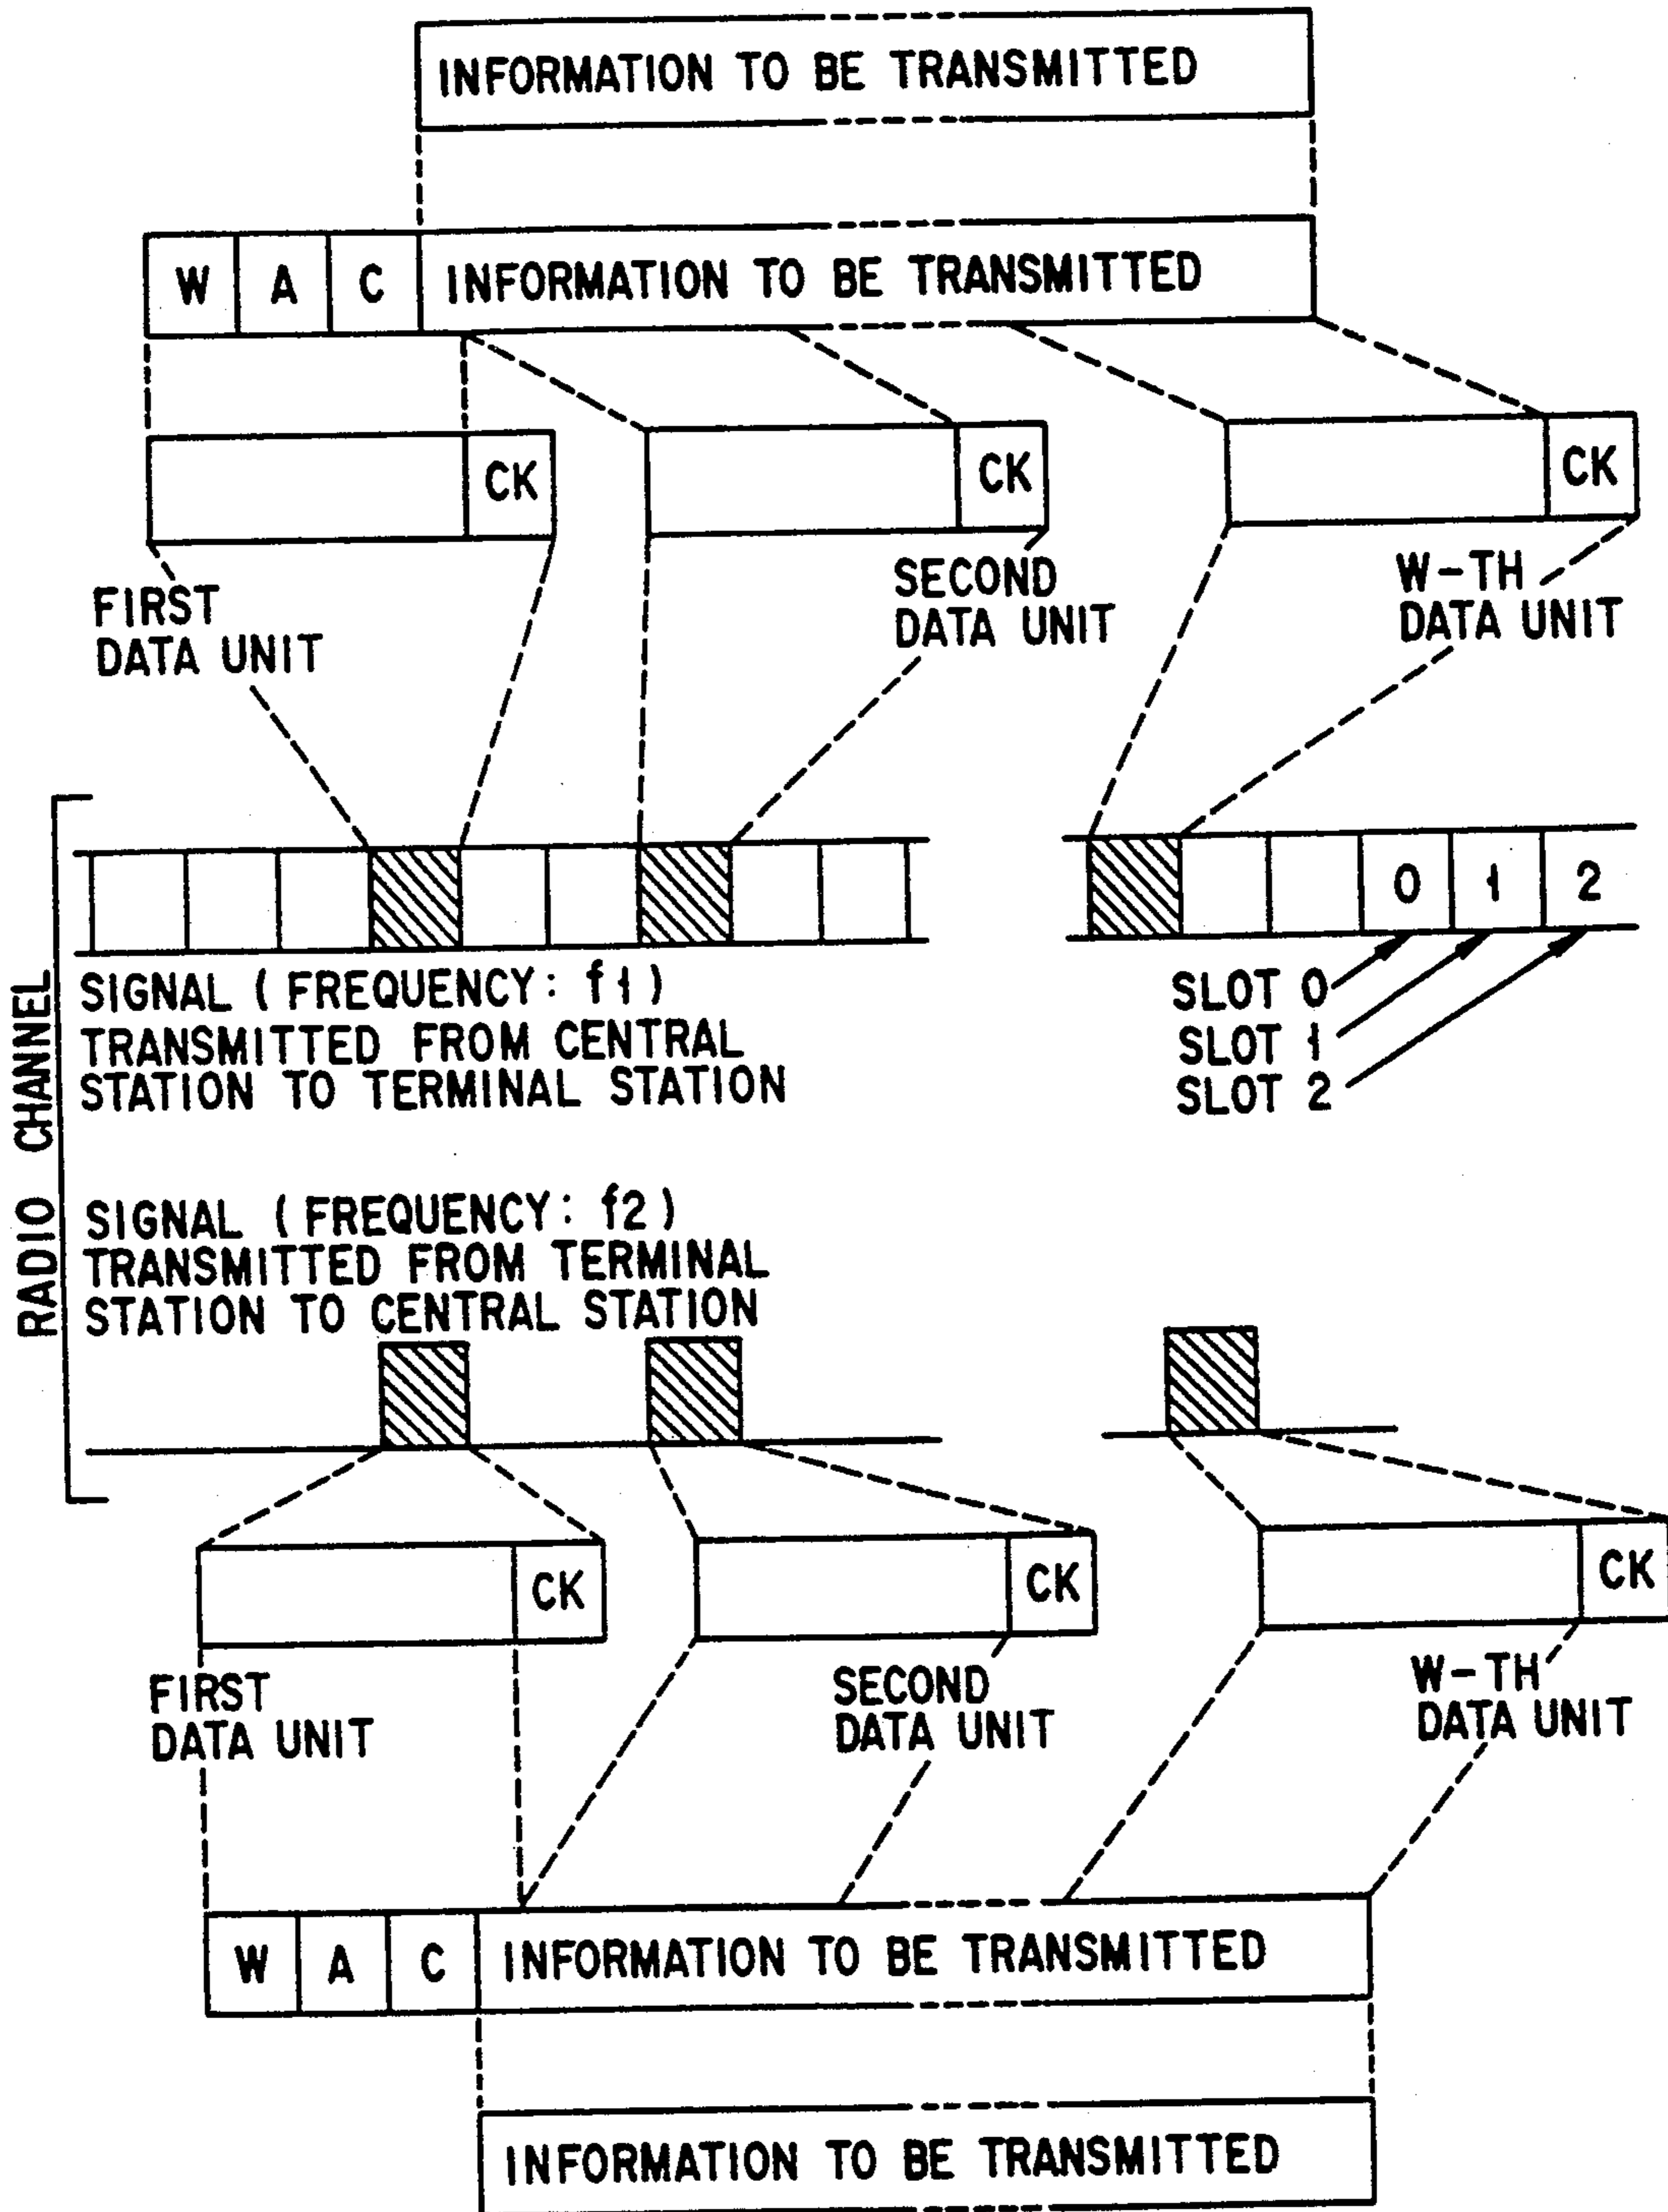 INFORMATION TO BE TRANSMITTED
W A C INFORMATION TO BE TRANSMITTED
CK CK CK
FIRST
DATA UNIT
SECOND
DATA UNIT
W-TH
DATA UNIT
0 1 2
RADIO CHANNEL
SIGNAL (FREQUENCY: f1)
TRANSMITTED FROM CENTRAL
STATION TO TERMINAL STATION
SLOT 0
SLOT 1
SLOT 2
SIGNAL (FREQUENCY: f2)
TRANSMITTED FROM TERMINAL
STATION TO CENTRAL STATION
CK CK CK
FIRST
DATA UNIT
SECOND
DATA UNIT
W-TH
DATA UNIT
W A C INFORMATION TO BE TRANSMITTED
INFORMATION TO BE TRANSMITTED